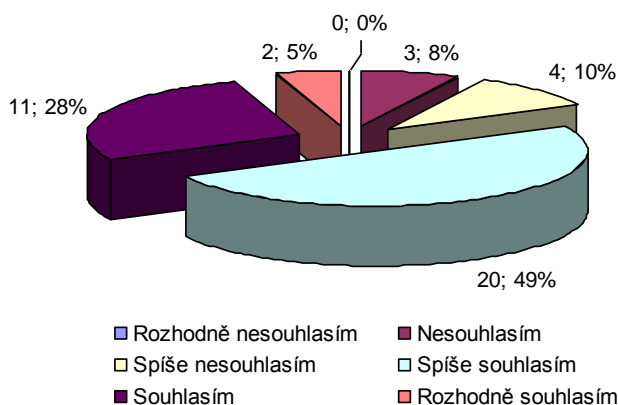 0; 0%
2; 5%
3; 8%
4; 10%
11; 28%
20; 49%
Rozhodně nesouhlasím
Nesouhlasím
Spíše nesouhlasím
Spíše souhlasím
Souhlasím
Rozhodně souhlasím